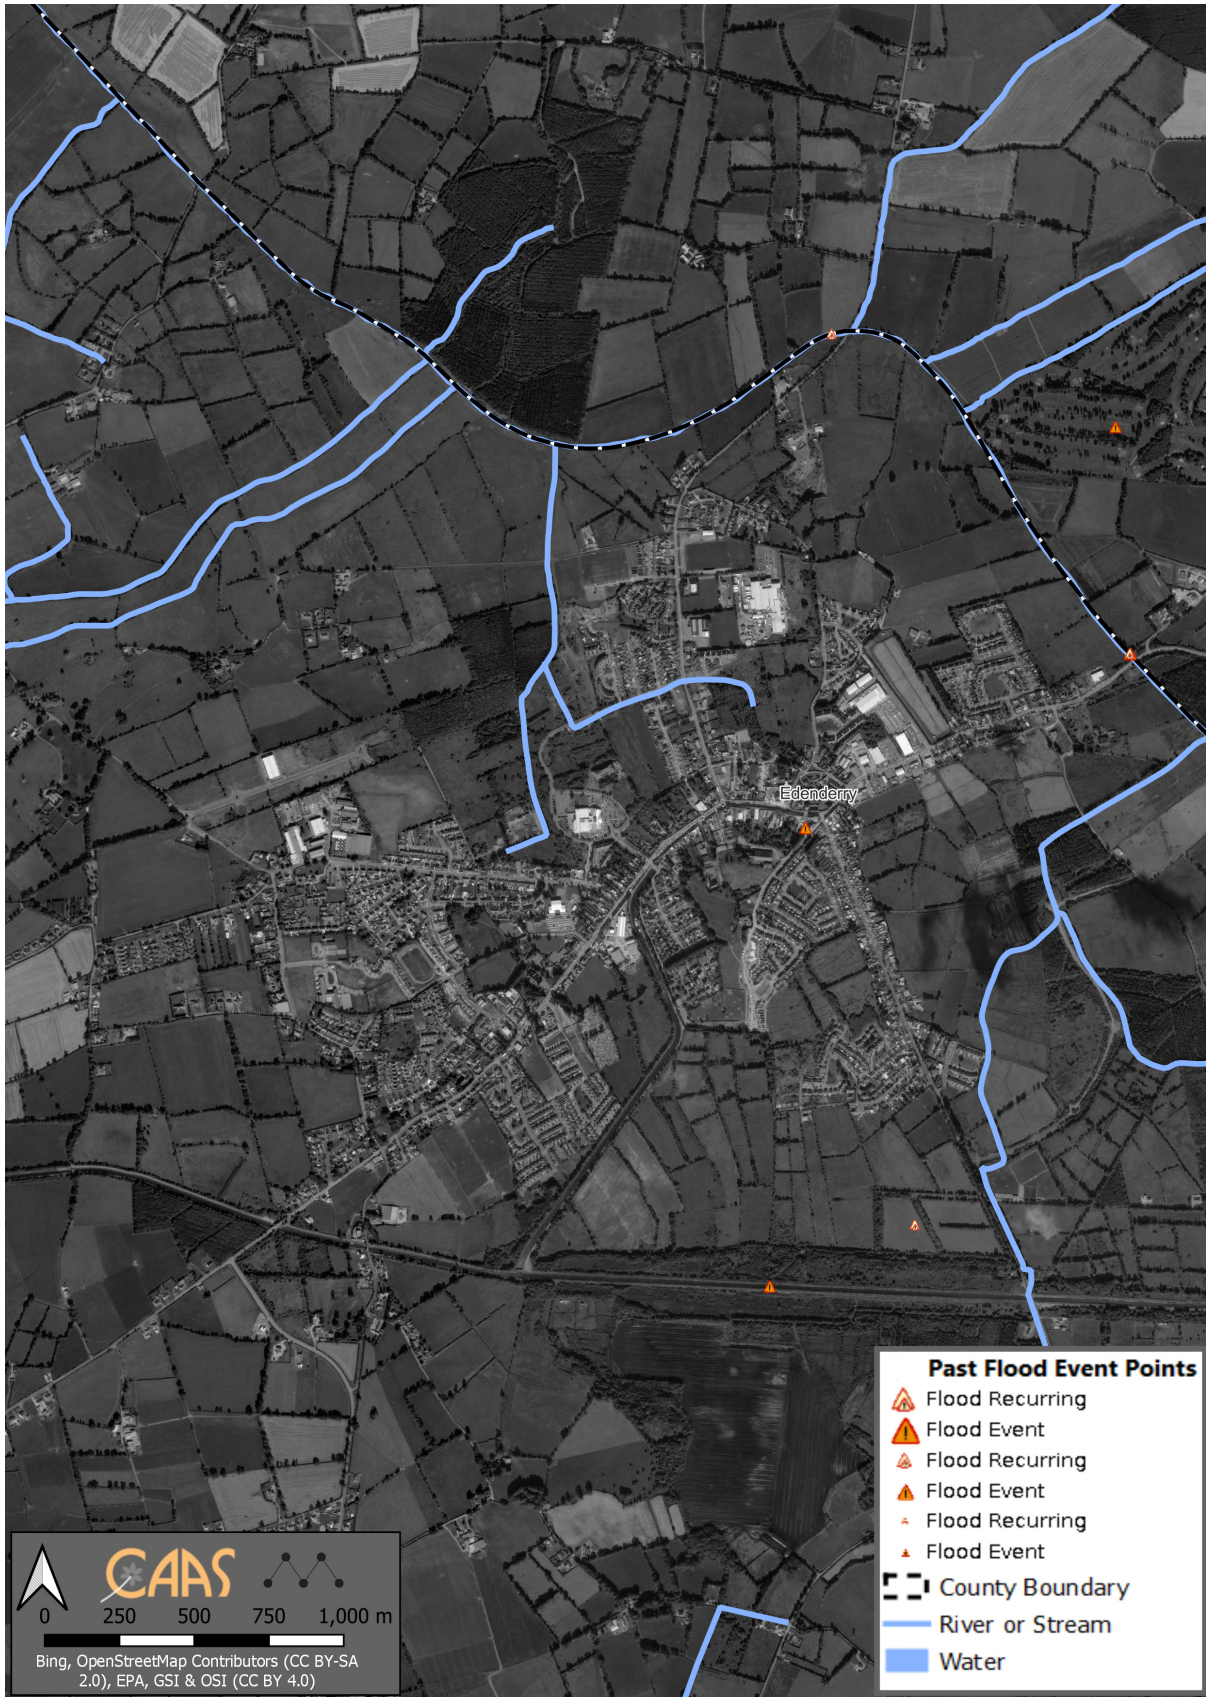 Edenderry
Past Flood Event Points
Flood Recurring
Flood Event
Flood Recurring
Flood Event
Flood Recurring
Flood Event
County Boundary
River or Stream
Water
CAAS
0 250 500 750 1,000 m
Bing, OpenStreetMap Contributors (CC BY-SA
2.0), EPA, GSI & OSI (CC BY 4.0)